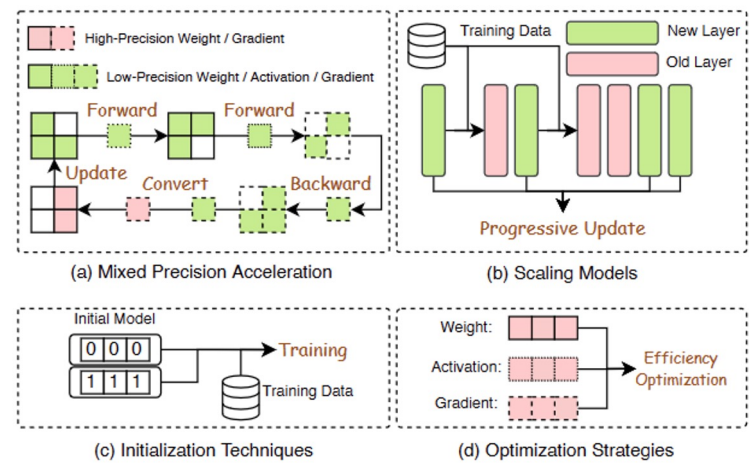 High-Precision Weight / Gradient
Low-Precision Weight / Activation / Gradient
Forward
Forward
Update
Convert
Backward
(a) Mixed Precision Acceleration
Training Data
New Layer
Old Layer
Progressive Update
(b) Scaling Models
Initial Model
0 0 0
1 1 1
Training
Training Data
(c) Initialization Techniques
Weight:
Activation:
Gradient:
Efficiency
Optimization
(d) Optimization Strategies